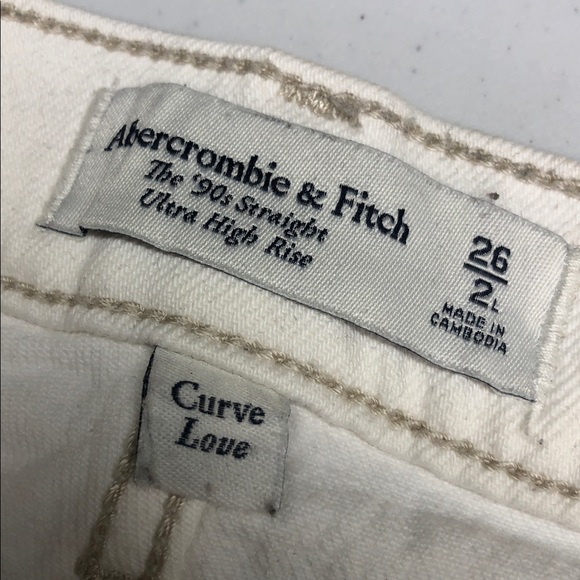 Abercrombie & Fitch
The '90s Straight
Ultra High Rise
26
2L
MADE IN
CAMBODIA
Curve
Love